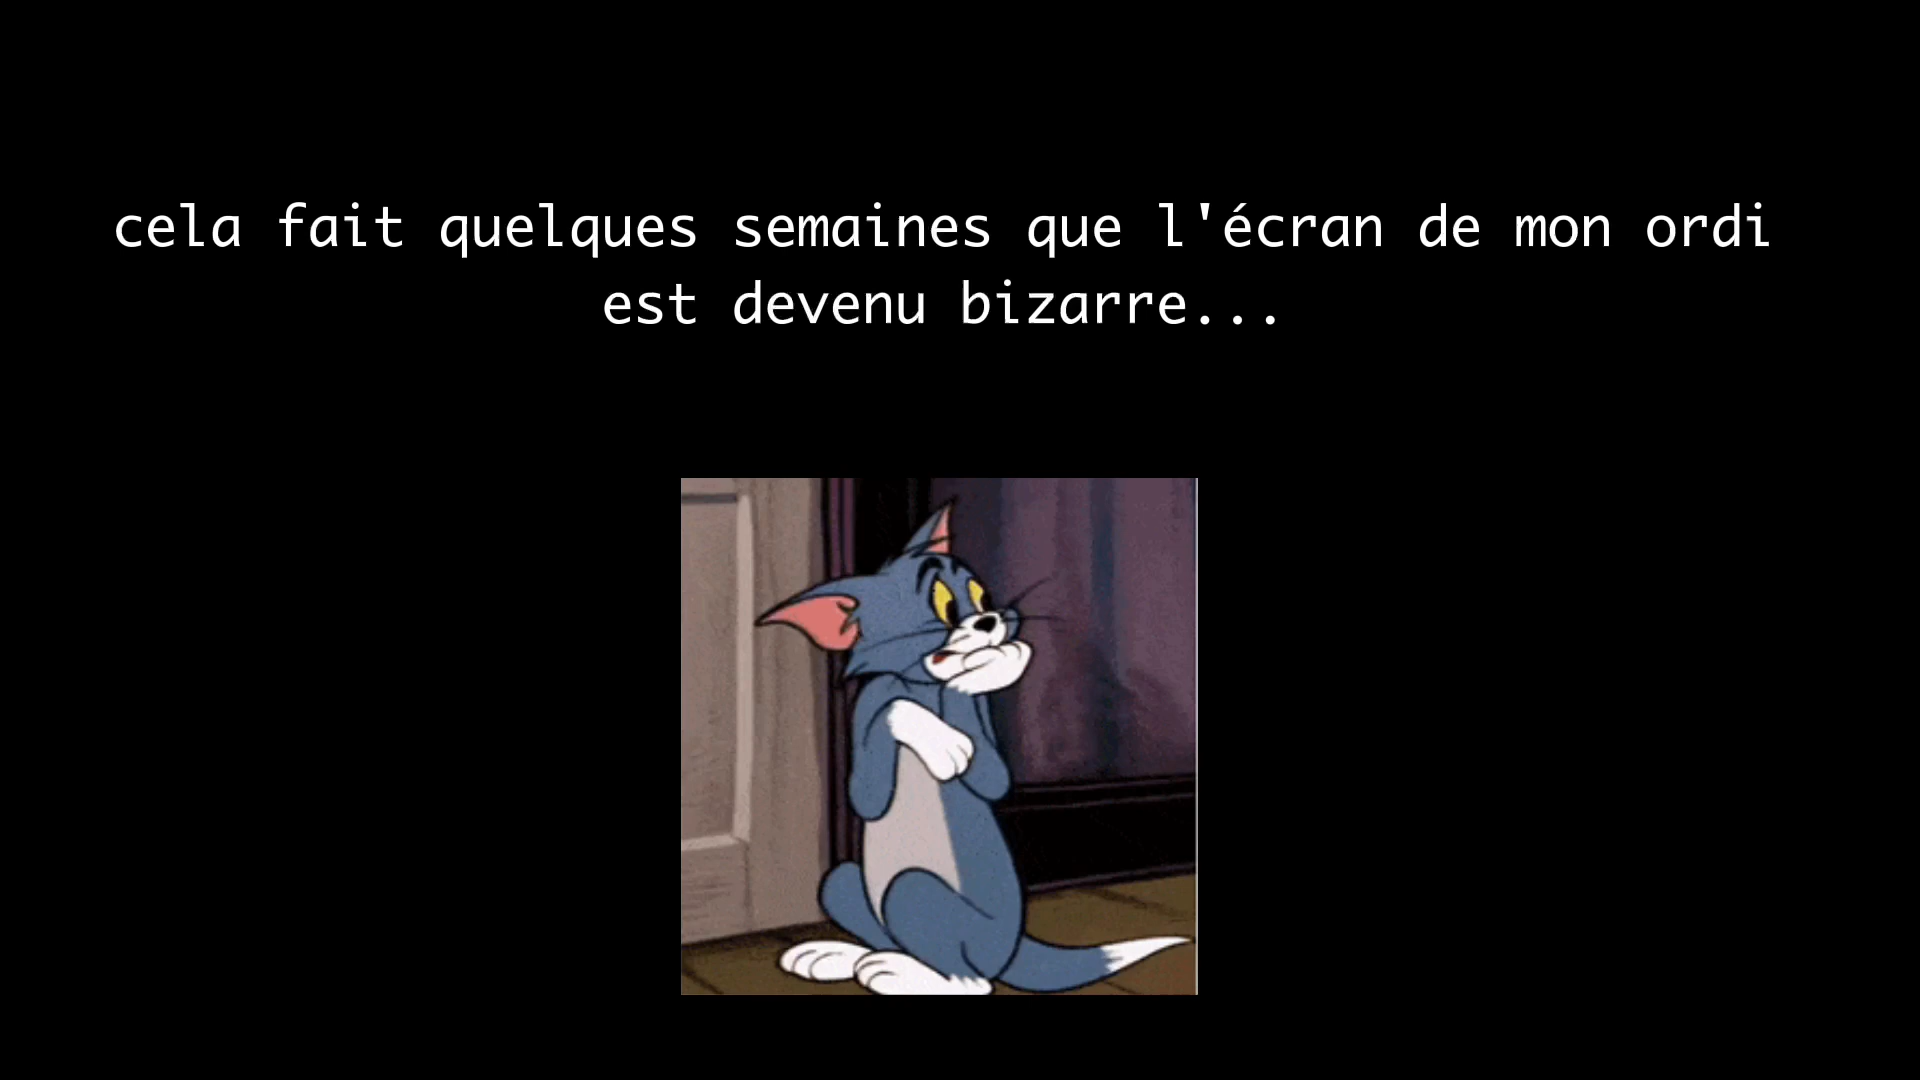 cela fait quelques semaines que l'écran de mon ordi
est devenu bizarre...